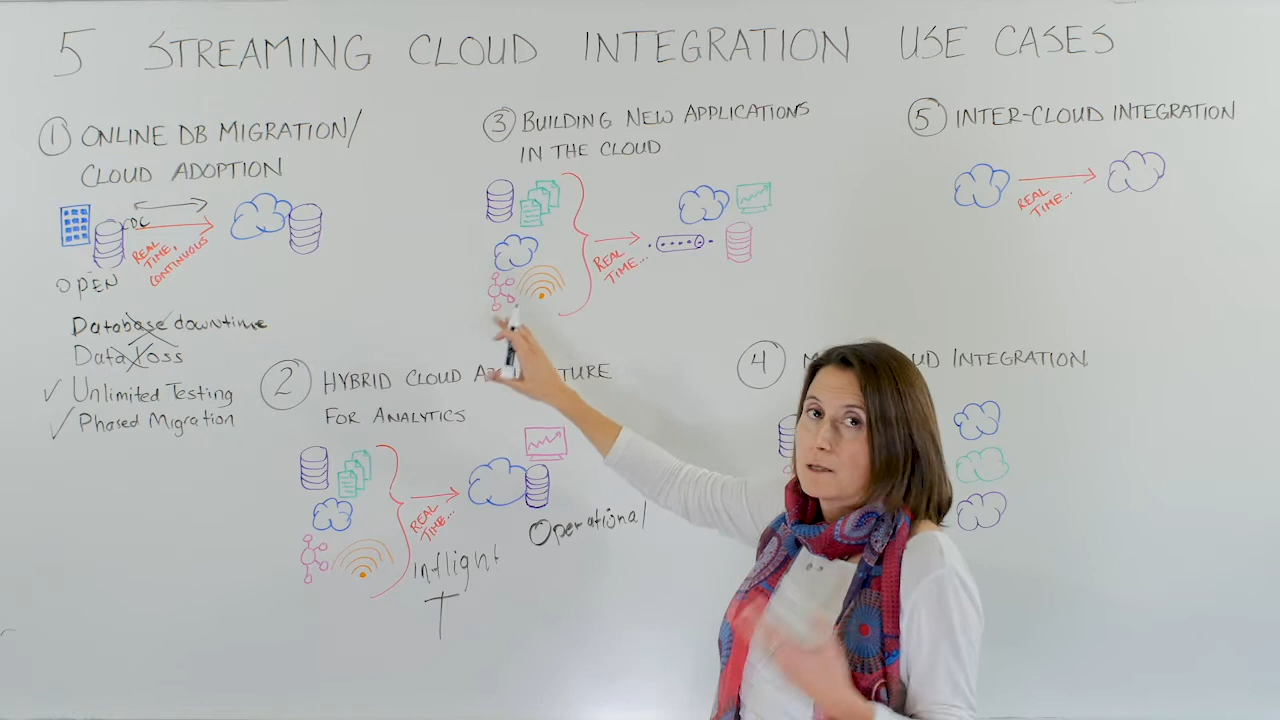 5 STREAMING CLOUD INTEGRATION USE CASES
① ONLINE DB MIGRATION/
CLOUD ADOPTION
CDC
REAL
TIME,
CONTINUOUS
OPEN
Database downtime
Data Loss
✓ Unlimited Testing
✓ Phased Migration
② HYBRID CLOUD
FOR ANALYTICS
REAL
TIME...
Inflight
T
Operational
③ BUILDING NEW APPLICATIONS
IN THE CLOUD
REAL
TIME...
④ INTEGRATION
⑤ INTER-CLOUD INTEGRATION
REAL
TIME...